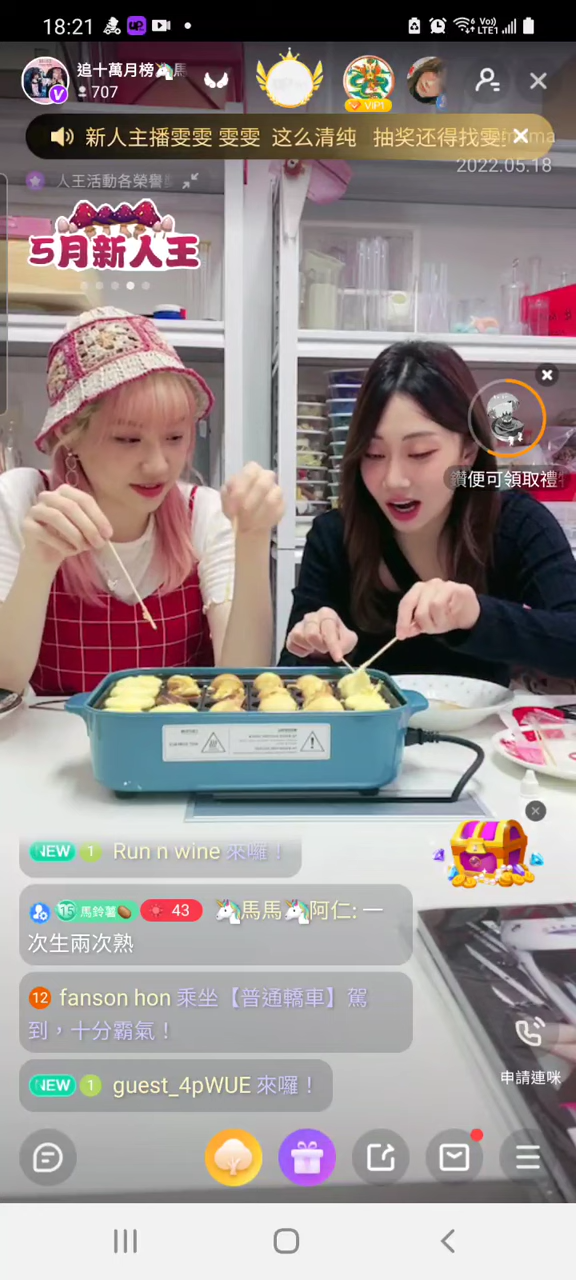 18:21
Vo))
LTE1
追十萬月榜🦄馬
707
VIP1
新人主播雯雯 雯雯 这么清纯 抽奖还得找雯
2022.05.18
人王活動各榮譽
5月新人王
鑽便可領取禮
NEW 1 Run n wine 來囉！
15 馬鈴薯🥔 43 🦄馬馬🦄阿仁: 一
次生兩次熟
12 fanson hon 乘坐【普通轎車】駕
到，十分霸氣！
申請連咪
NEW 1 guest_4pWUE 來囉！